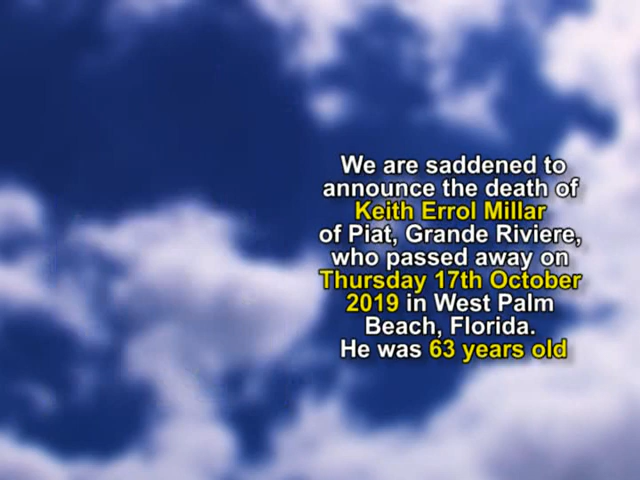 We are saddened to
announce the death of
Keith Errol Millar
of Piat, Grande Riviere,
who passed away on
Thursday 17th October
2019 in West Palm
Beach, Florida.
He was 63 years old